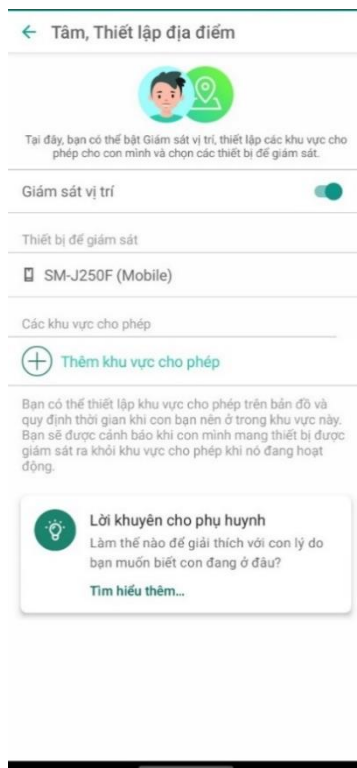 Tâm, Thiết lập địa điểm
Tại đây, bạn có thể bật Giám sát vị trí, thiết lập các khu vực cho
phép cho con mình và chọn các thiết bị để giám sát.
Giám sát vị trí
Thiết bị để giám sát
SM-J250F (Mobile)
Các khu vực cho phép
Thêm khu vực cho phép
Bạn có thể thiết lập khu vực cho phép trên bản đồ và
quy định thời gian khi con bạn nên ở trong khu vực này.
Bạn sẽ được cảnh báo khi con mình mang thiết bị được
giám sát ra khỏi khu vực cho phép khi nó đang hoạt
động.
Lời khuyên cho phụ huynh
Làm thế nào để giải thích với con lý do
bạn muốn biết con đang ở đâu?
Tìm hiểu thêm...